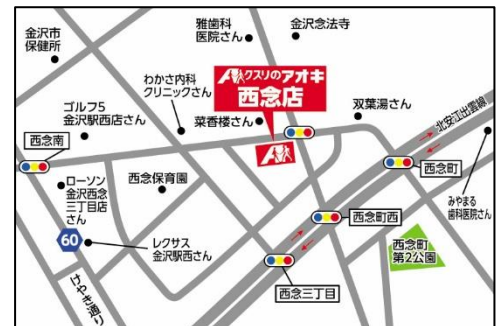 金沢市
保健所
雅歯科
医院さん
金沢念法寺
わかさ内科
クリニックさん
クスリのアオキ
西念店
ゴルフ5
金沢駅西店さん
菜香楼さん
双葉湯さん
北安江出雲線
西念南
西念町
ローソン
金沢西念
三丁目店
さん
西念保育園
みやまる
歯科医院さん
西念町西
60
レクサス
金沢駅西さん
西念町
第2公園
西念三丁目
けやき通り